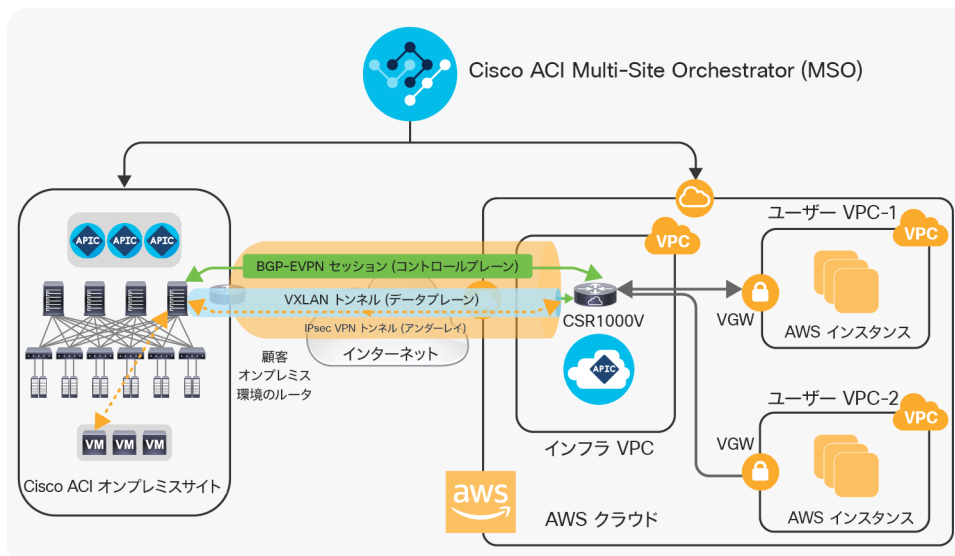 Cisco ACI Multi-Site Orchestrator (MSO)
APIC
APIC
APIC
BGP-EVPN セッション (コントロールプレーン)
VXLAN トンネル (データプレーン)
IPsec VPN トンネル (アンダーレイ)
インターネット
顧客
オンプレミス
環境のルータ
VM
VM
VM
Cisco ACI オンプレミスサイト
VPC
CSR1000V
APIC
インフラ VPC
aws
AWS クラウド
ユーザー VPC-1
VPC
VGW
AWS インスタンス
ユーザー VPC-2
VPC
VGW
AWS インスタンス